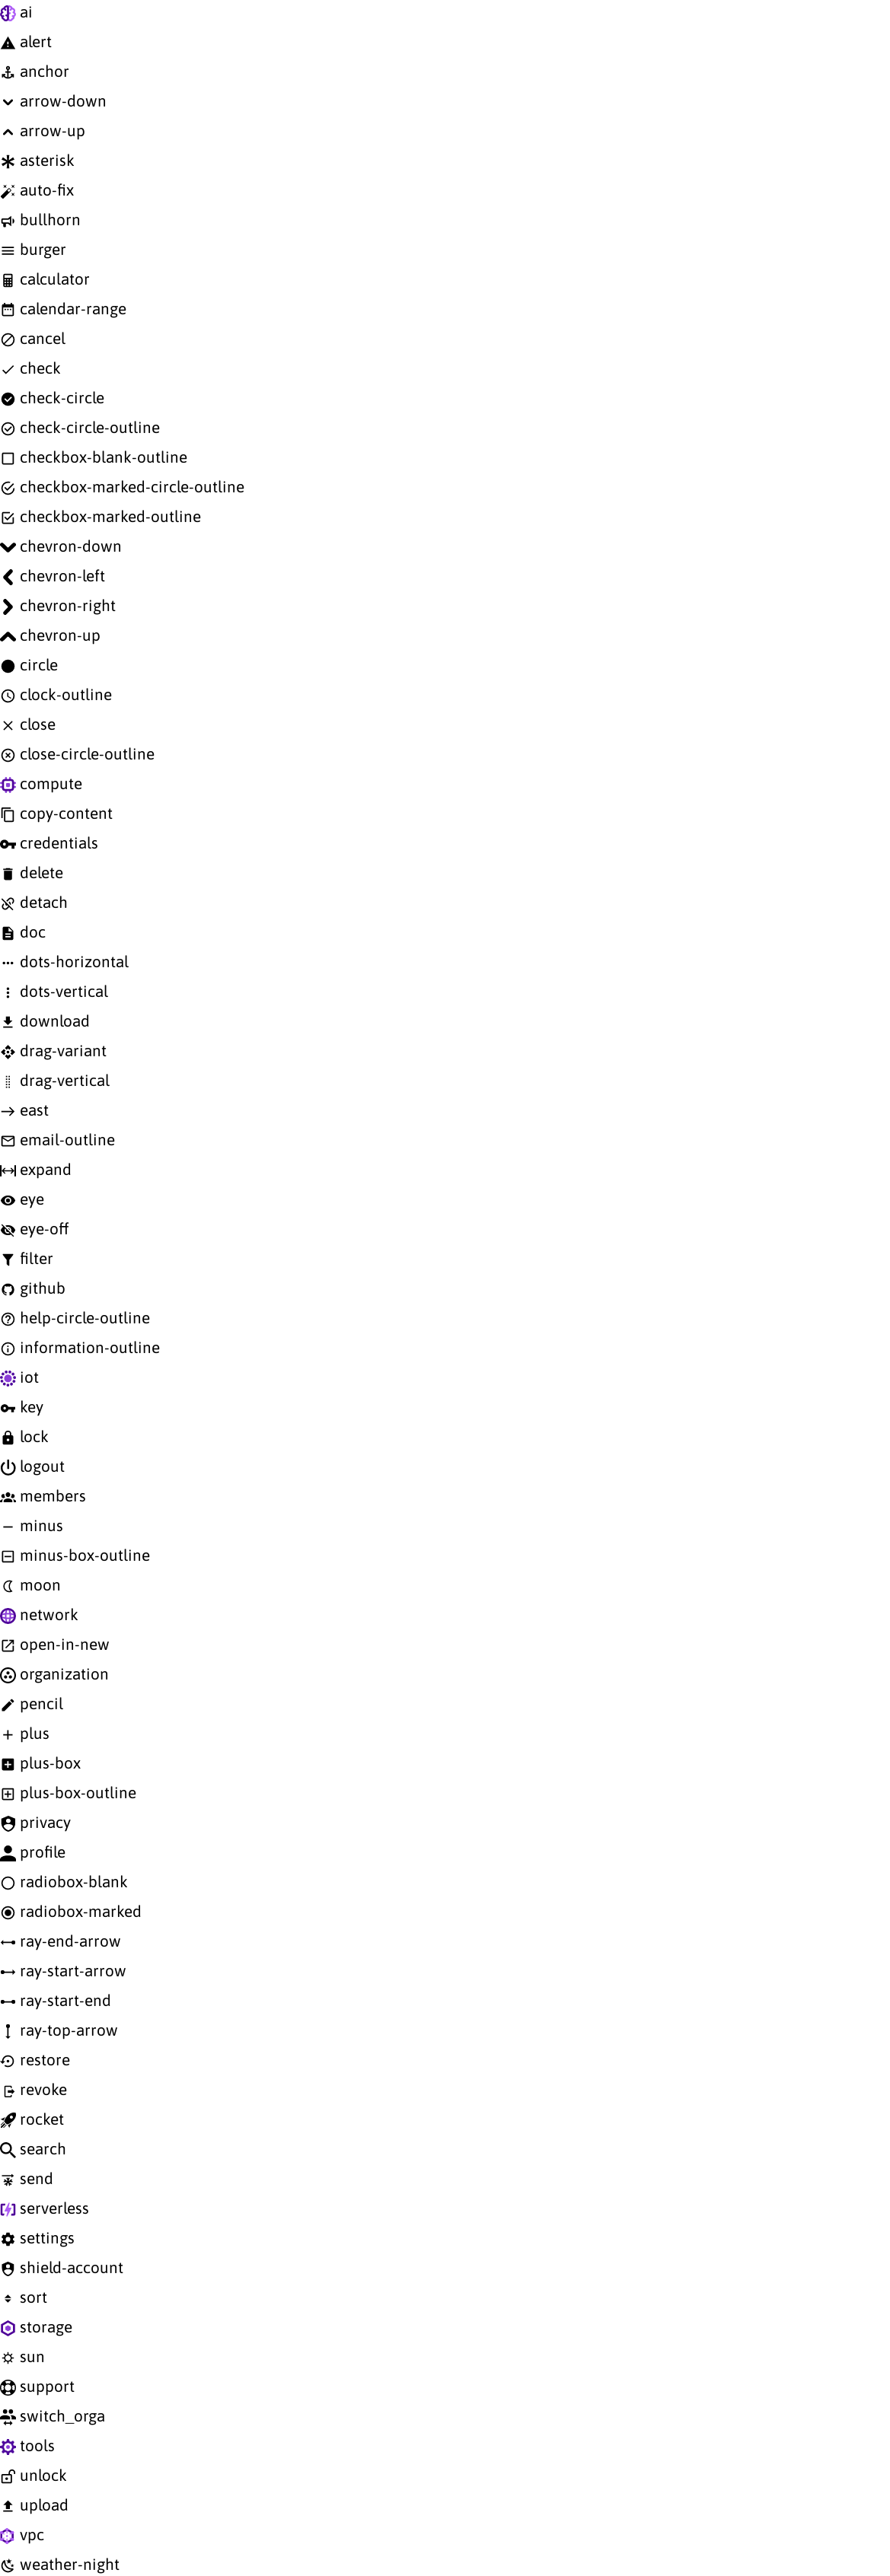 ai
alert
anchor
arrow-down
arrow-up
asterisk
auto-fix
bullhorn
burger
calculator
calendar-range
cancel
check
check-circle
check-circle-outline
checkbox-blank-outline
checkbox-marked-circle-outline
checkbox-marked-outline
chevron-down
chevron-left
chevron-right
chevron-up
circle
clock-outline
close
close-circle-outline
compute
copy-content
credentials
delete
detach
doc
dots-horizontal
dots-vertical
download
drag-variant
drag-vertical
east
email-outline
expand
eye
eye-off
filter
github
help-circle-outline
information-outline
iot
key
lock
logout
members
minus
minus-box-outline
moon
network
open-in-new
organization
pencil
plus
plus-box
plus-box-outline
privacy
profile
radiobox-blank
radiobox-marked
ray-end-arrow
ray-start-arrow
ray-start-end
ray-top-arrow
restore
revoke
rocket
search
send
serverless
settings
shield-account
sort
storage
sun
support
switch_orga
tools
unlock
upload
vpc
weather-night